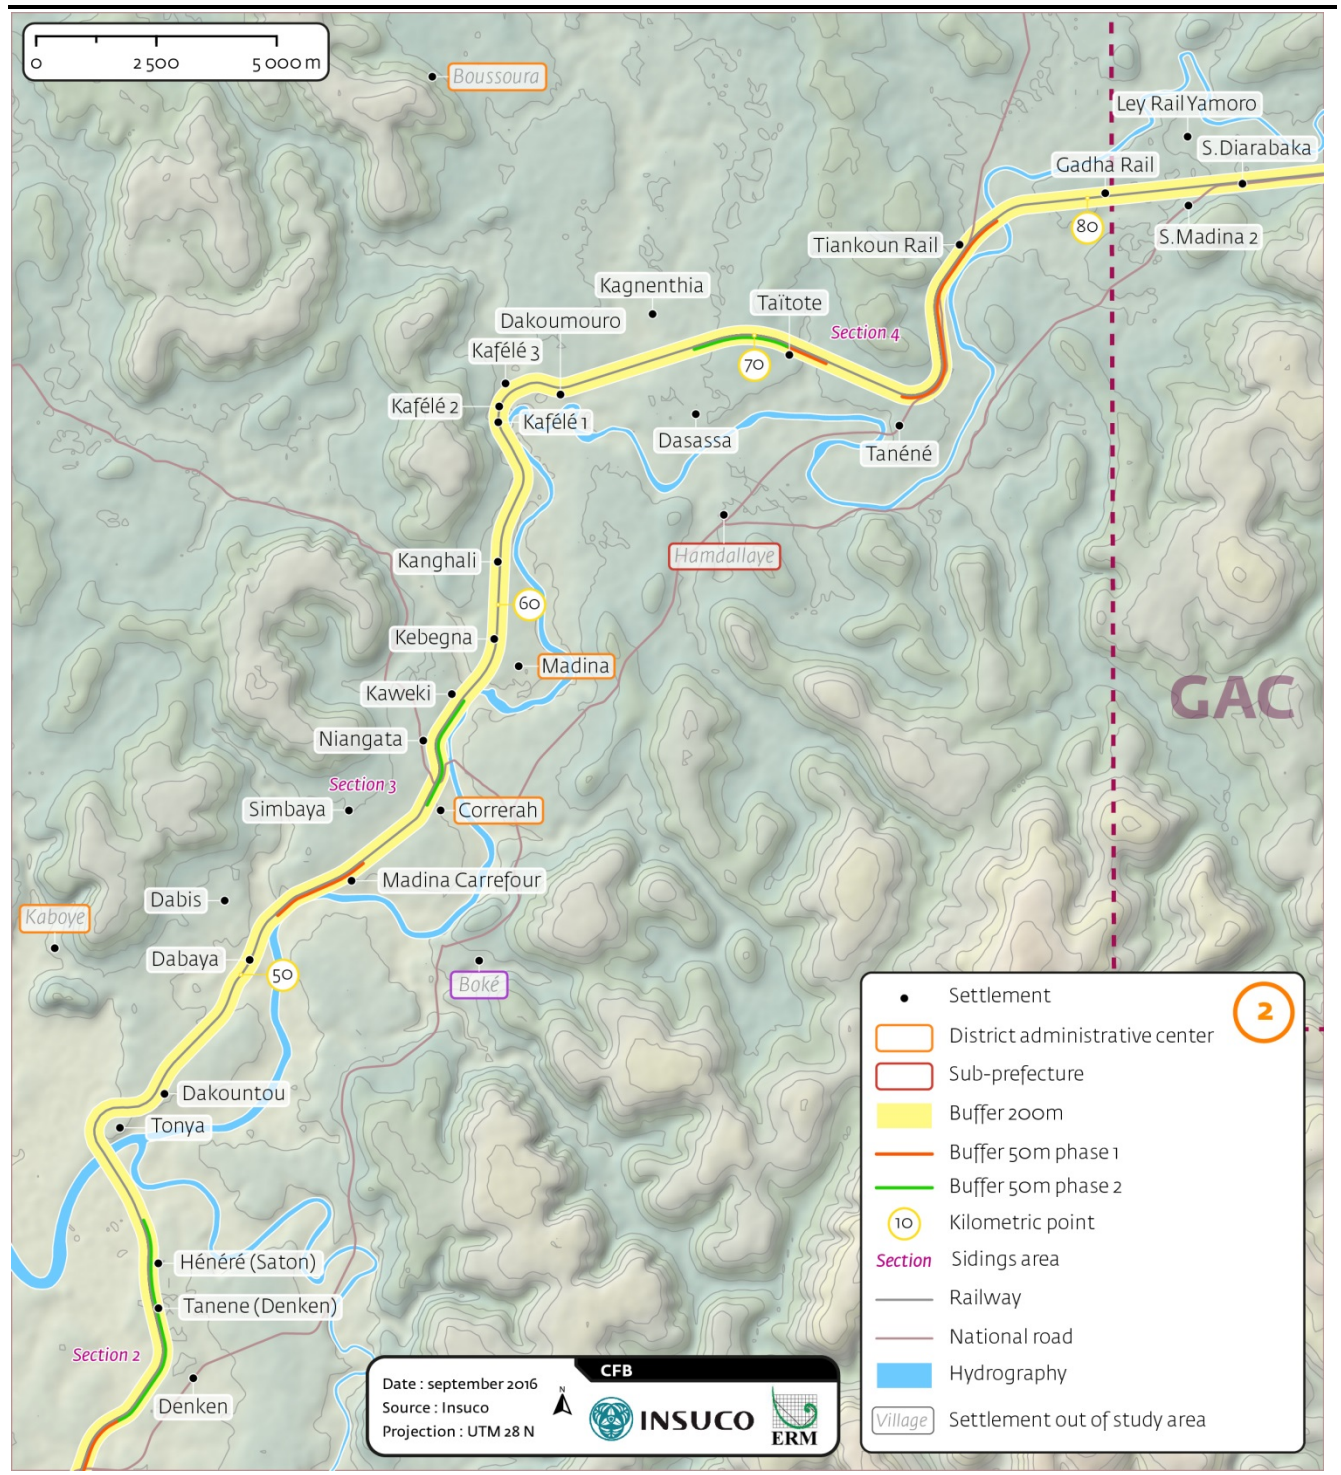 0 2 500 5 000 m
Boussoura
Ley Rail Yamoro
S.Diarabaka
Gadha Rail
80
S.Madina 2
Tiankoun Rail
Kagnenthia
Taïtote
Dakoumouro
Section 4
Kafélé 3
70
Kafélé 2
Kafélé 1
Dasassa
Tanéné
Hamdallaye
Kanghali
60
Kebegna
Madina
Kaweki
GAC
Niangata
Section 3
Simbaya
Correrah
Madina Carrefour
Dabis
Kaboye
Dabaya
50
Boké
Dakountou
Tonya
Hénéré (Saton)
Tanene (Denken)
Section 2
Denken
2
Settlement
District administrative center
Sub-prefecture
Buffer 200m
Buffer 50m phase 1
Buffer 50m phase 2
10 Kilometric point
Section Sidings area
Railway
National road
Hydrography
Village Settlement out of study area
CFB
Date : september 2016
Source : Insuco
Projection : UTM 28 N
N
INSUCO
ERM